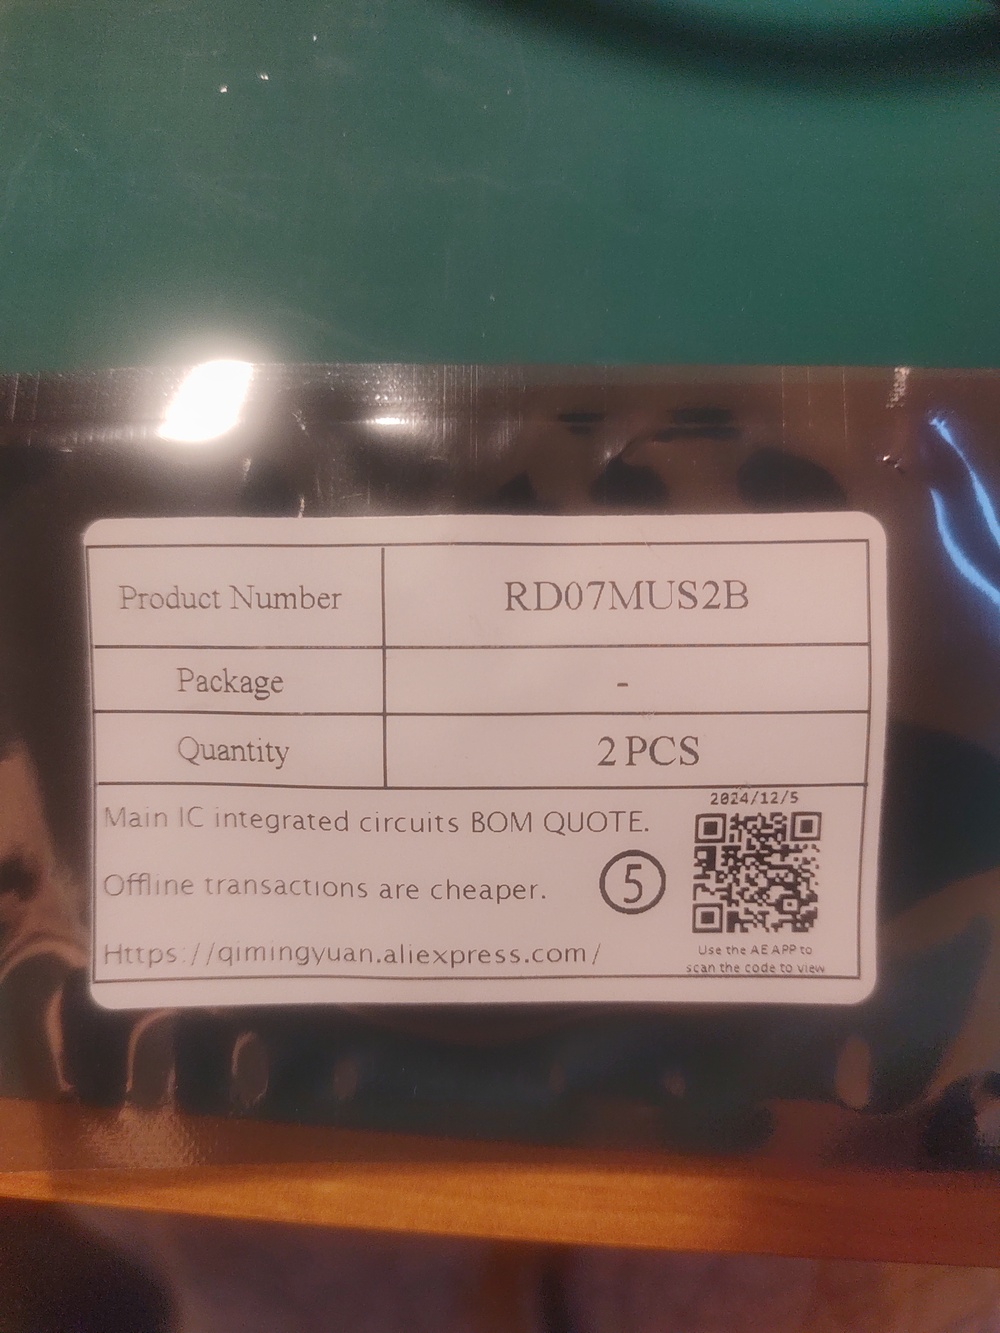 Product Number RD07MUS2B
Package -
Quantity 2 PCS
2024/12/5
Main IC integrated circuits BOM QUOTE.
Offline transactions are cheaper. 5
Https://qimingyuan.aliexpress.com/
Use the AE APP to
scan the code to view